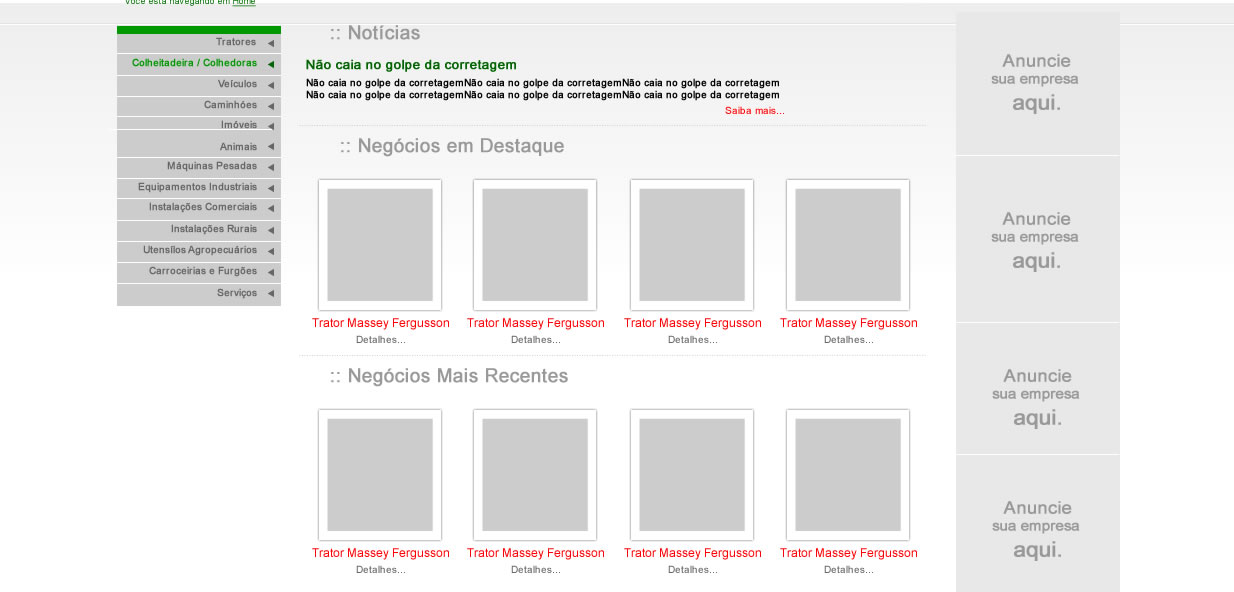 Você está navegando em Home
Tratores
Colheitadeira / Colhedoras
Veículos
Caminhões
Imóveis
Animais
Máquinas Pesadas
Equipamentos Industriais
Instalações Comerciais
Instalações Rurais
Utensílos Agropecuários
Carroceirias e Furgões
Serviços
:: Notícias
Não caia no golpe da corretagem
Não caia no golpe da corretagemNão caia no golpe da corretagemNão caia no golpe da corretagem
Não caia no golpe da corretagemNão caia no golpe da corretagemNão caia no golpe da corretagem
Saiba mais...
:: Negócios em Destaque
Trator Massey Fergusson Trator Massey Fergusson Trator Massey Fergusson Trator Massey Fergusson
Detalhes... Detalhes... Detalhes... Detalhes...
:: Negócios Mais Recentes
Trator Massey Fergusson Trator Massey Fergusson Trator Massey Fergusson Trator Massey Fergusson
Detalhes... Detalhes... Detalhes... Detalhes...
Anuncie
sua empresa
aqui.
Anuncie
sua empresa
aqui.
Anuncie
sua empresa
aqui.
Anuncie
sua empresa
aqui.